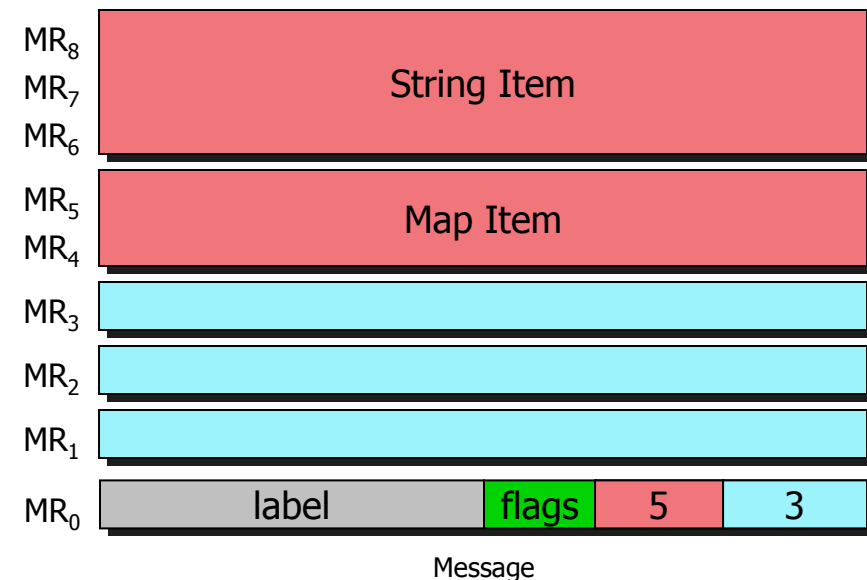 MR₈
MR₇ String Item
MR₆
MR₅
Map Item
MR₄
MR₃
MR₂
MR₁
MR₀ label flags 5 3
Message